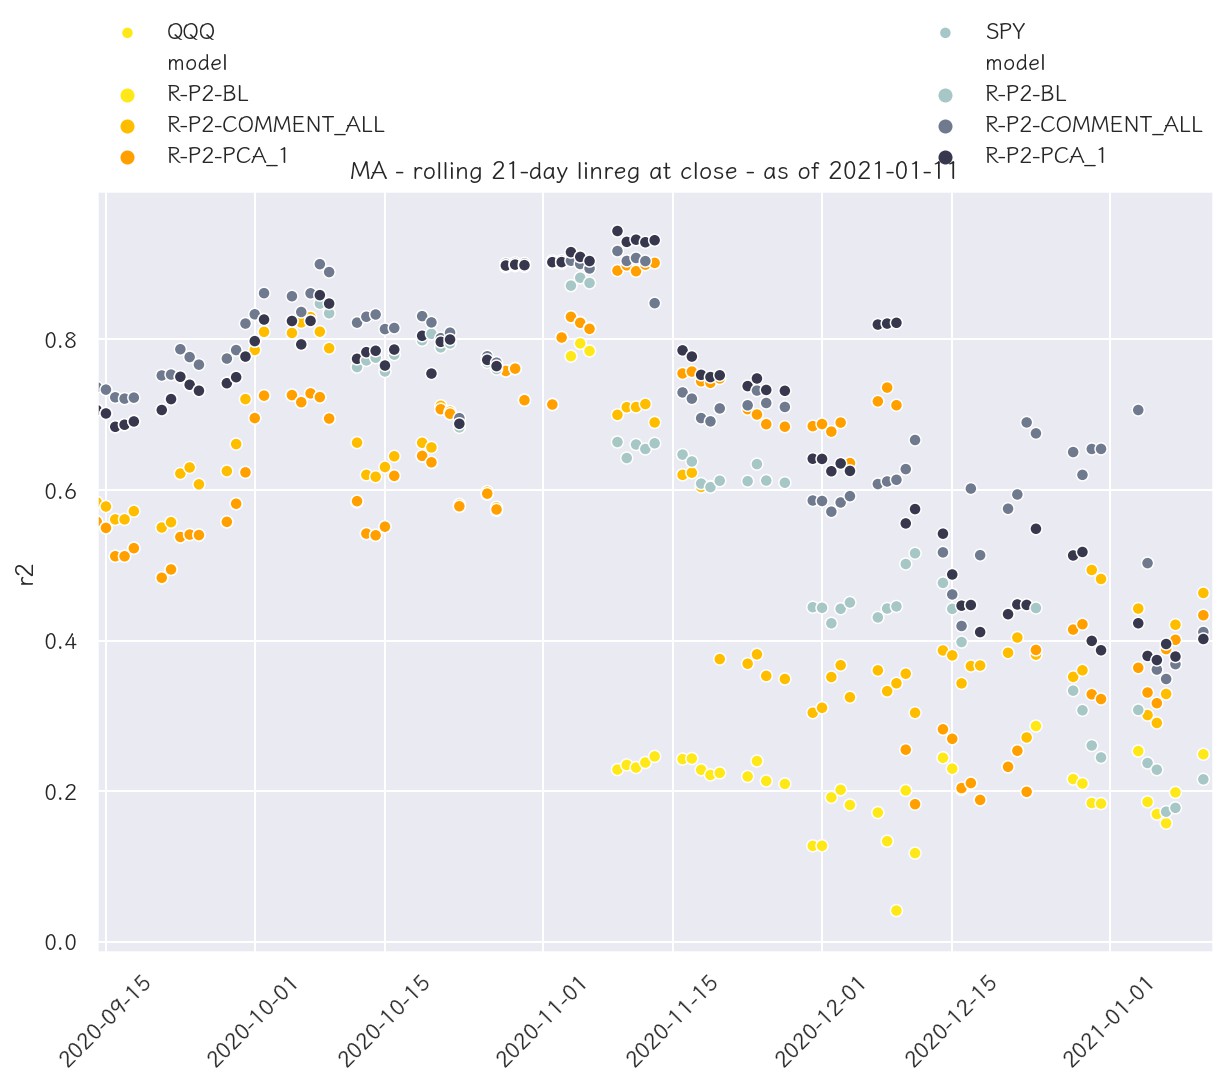 QQQ
model
R-P2-BL
R-P2-COMMENT_ALL
R-P2-PCA_1
SPY
model
R-P2-BL
R-P2-COMMENT_ALL
R-P2-PCA_1
MA - rolling 21-day linreg at close - as of 2021-01-11
r2
0.8
0.6
0.4
0.2
0.0
2020-09-15
2020-10-01
2020-10-15
2020-11-01
2020-11-15
2020-12-01
2020-12-15
2021-01-01